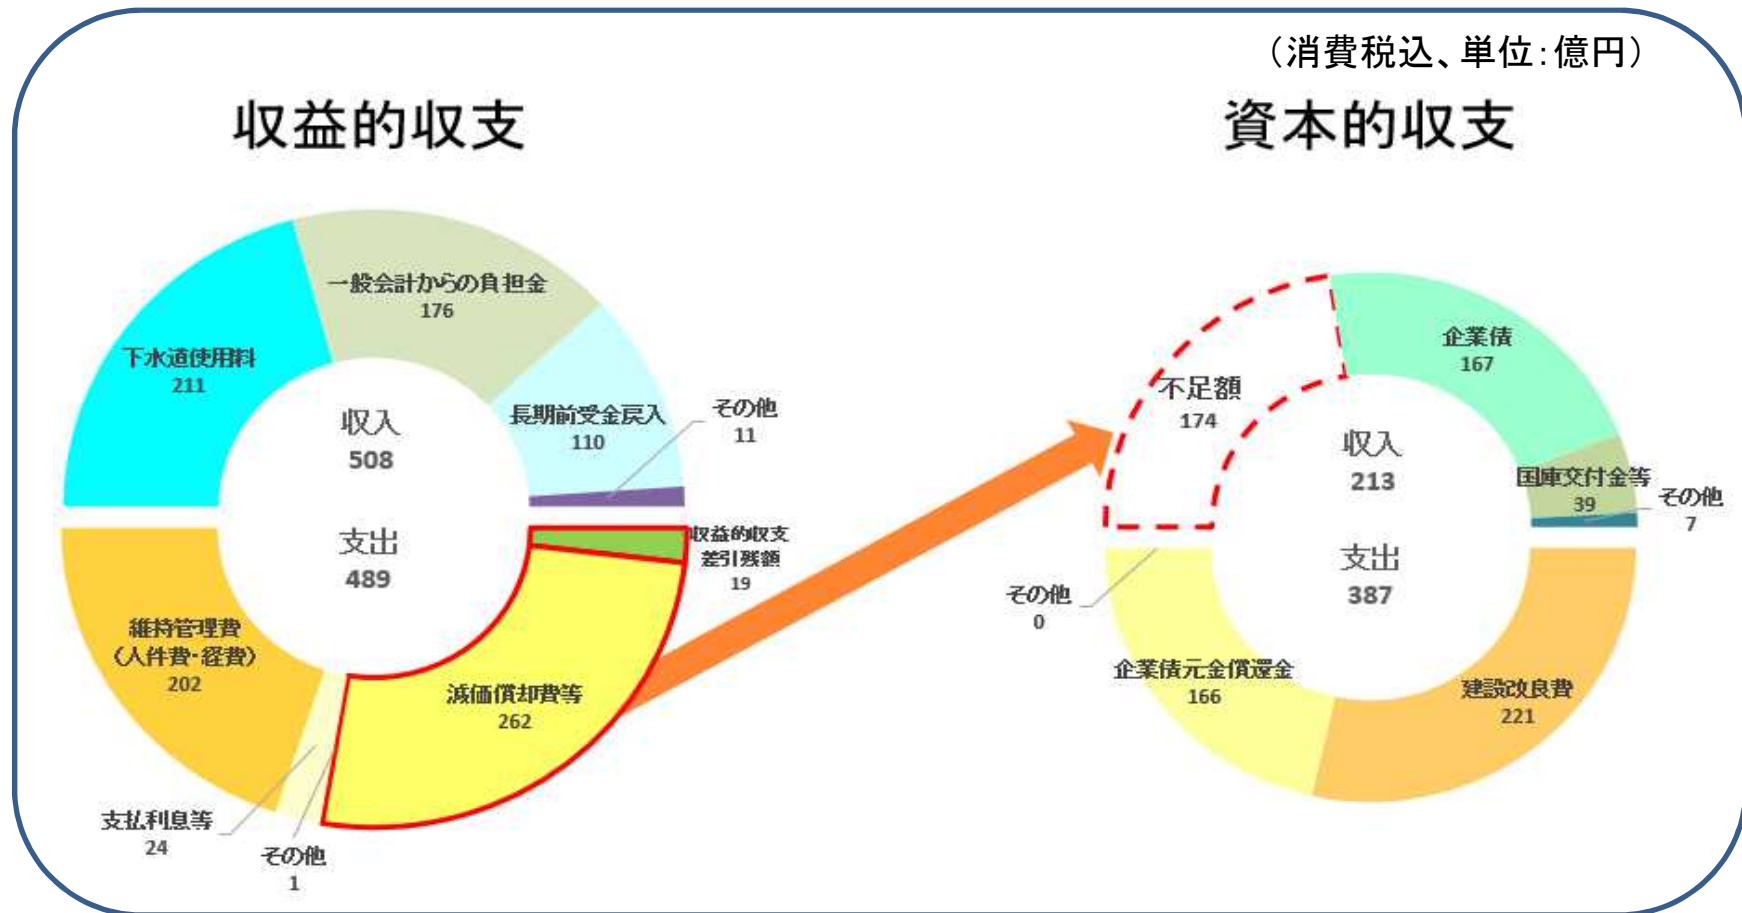 （消費税込、単位：億円）
収益的収支
一般会計からの負担金
176
下水道使用料
211
長期前受金戻入
110
その他
11
収入
508
支出
489
収益的収支
差引残額
19
維持管理費
（人件費・経費）
202
減価償却費等
262
支払利息等
24
その他
1
資本的収支
企業債
167
不足額
174
国庫交付金等
39
その他
7
収入
213
支出
387
その他
0
企業債元金償還金
166
建設改良費
221